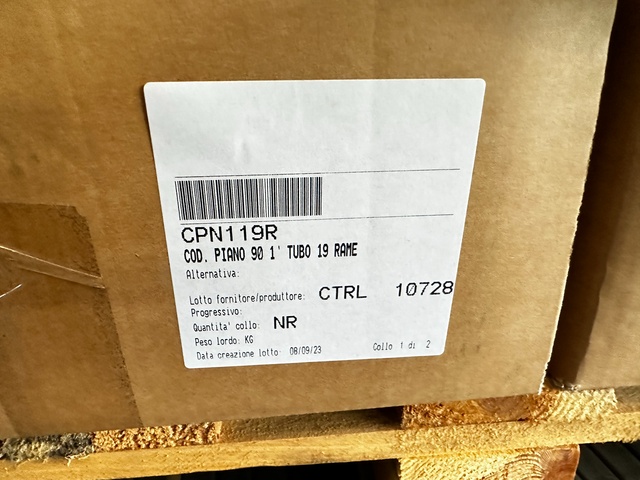 CPN119R
COD. PIANO 90 1' TUBO 19 RAME
Alternativa:
Lotto fornitore/produttore: CTRL 10728
Progressivo:
Quantita' collo: NR
Peso lordo: KG
Data creazione lotto: 08/09/23 Collo 1 di 2